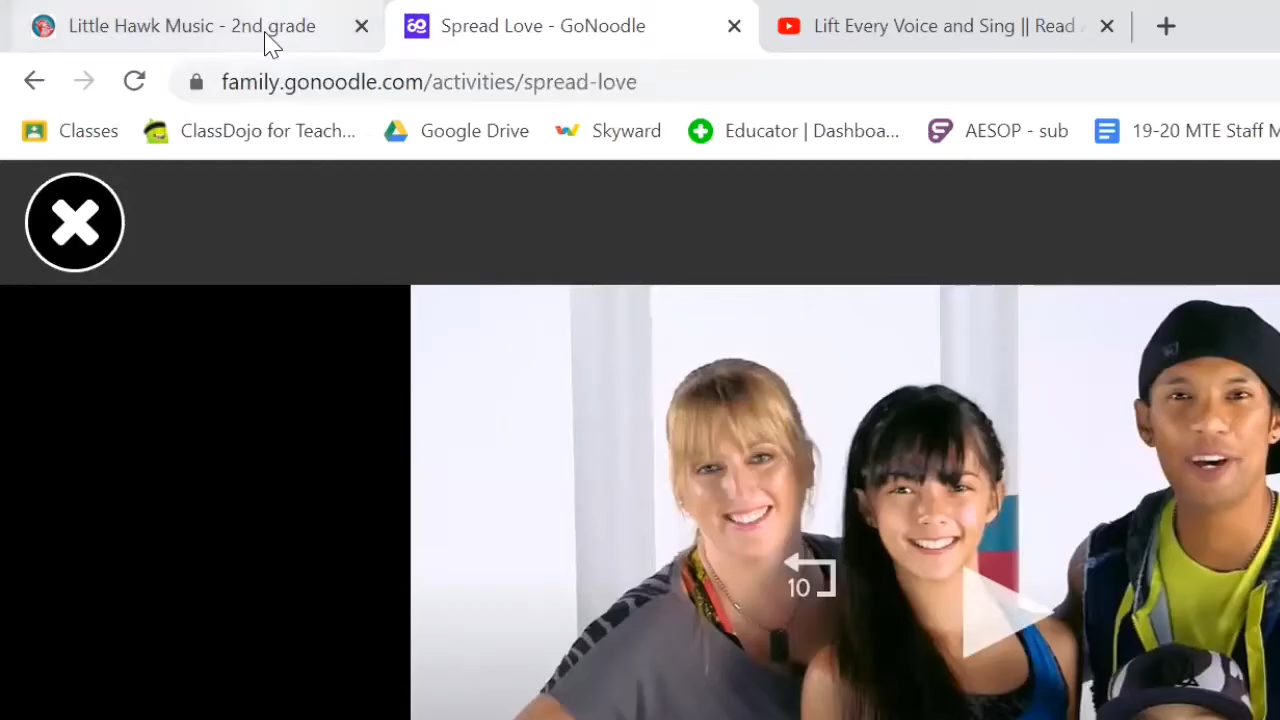 Little Hawk Music - 2nd grade
Spread Love - GoNoodle
Lift Every Voice and Sing || Read
family.gonoodle.com/activities/spread-love
Classes
ClassDojo for Teach...
Google Drive
Skyward
Educator | Dashboa...
AESOP - sub
19-20 MTE Staff M
10